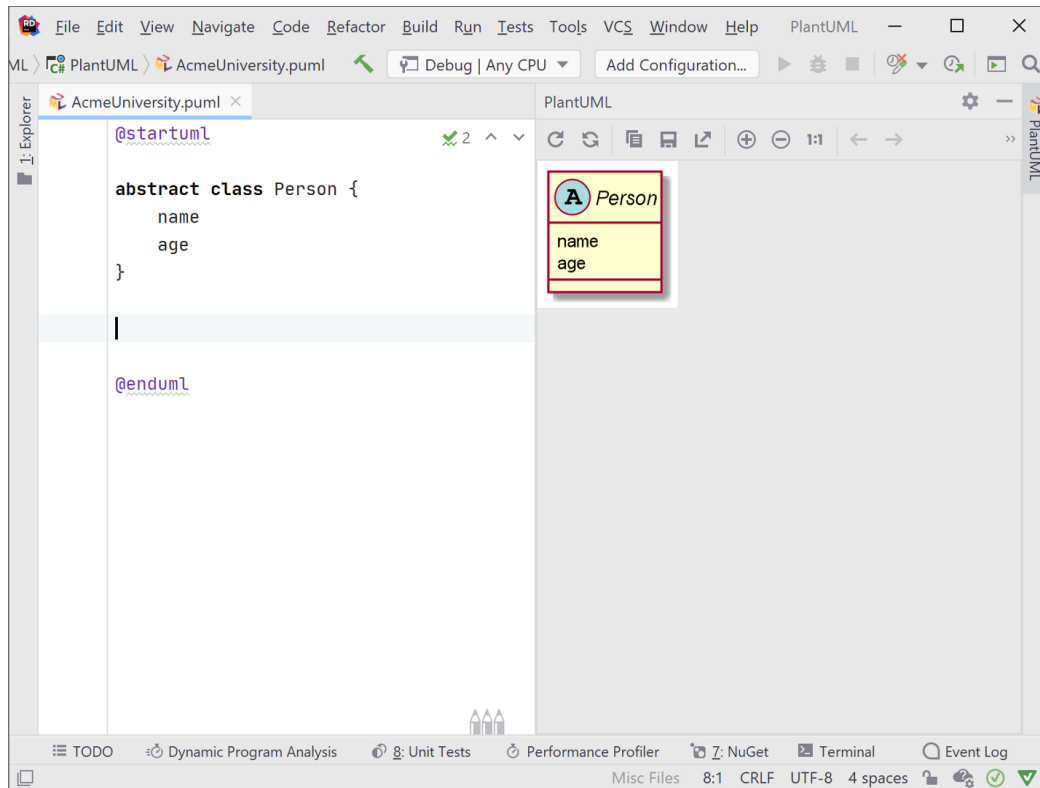 RD File Edit View Navigate Code Refactor Build Run Tests Tools VCS Window Help PlantUML
ML C# PlantUML AcmeUniversity.puml Debug | Any CPU Add Configuration...
1: Explorer
AcmeUniversity.puml
PlantUML
PlantUML
@startuml
2
1:1
abstract class Person {
name
age
}
@enduml
A Person
name
age
TODO Dynamic Program Analysis 8: Unit Tests Performance Profiler 7: NuGet Terminal Event Log
Misc Files 8:1 CRLF UTF-8 4 spaces